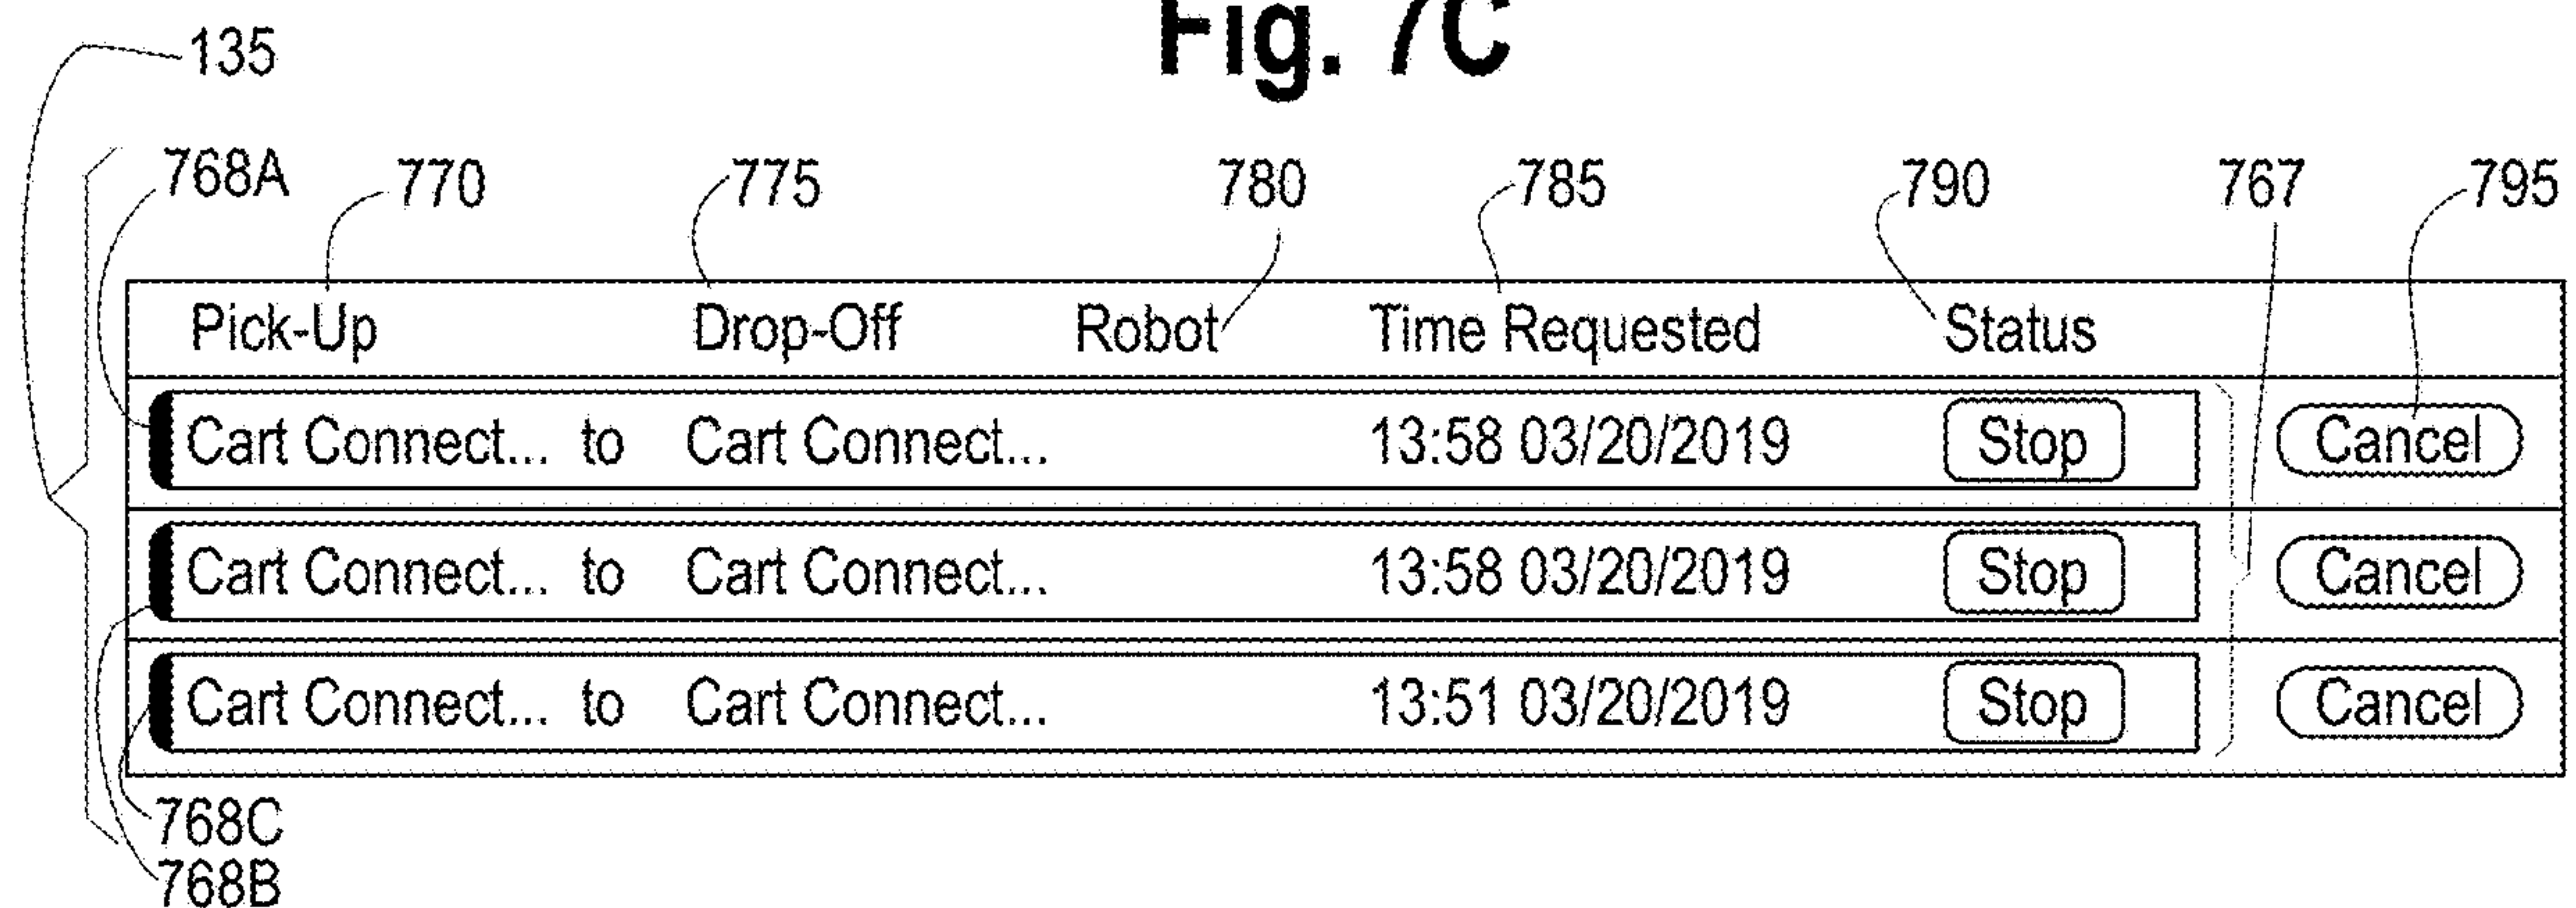 Fig. 7C
135
768A 770 775 780 785 790 767 795
Pick-Up Drop-Off Robot Time Requested Status
Cart Connect... to Cart Connect... 13:58 03/20/2019 Stop Cancel
Cart Connect... to Cart Connect... 13:58 03/20/2019 Stop Cancel
Cart Connect... to Cart Connect... 13:51 03/20/2019 Stop Cancel
768C
768B